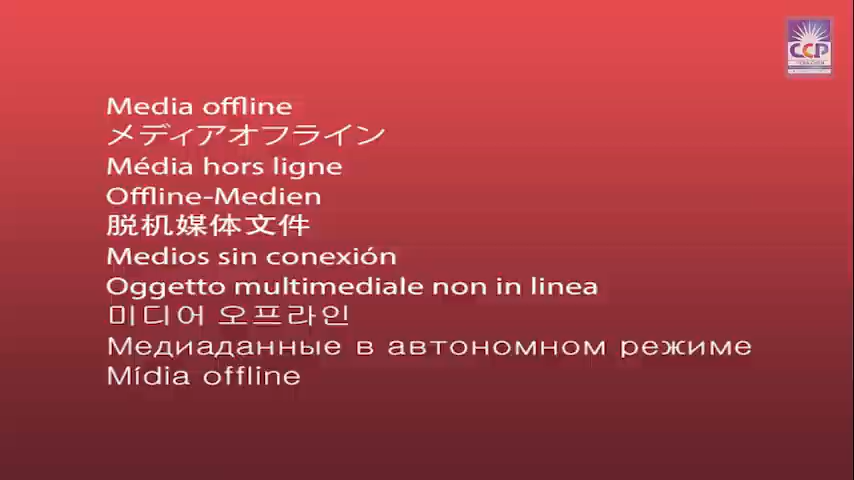 CCP
Media offline
メディアオフライン
Média hors ligne
Offline-Medien
脱机媒体文件
Medios sin conexión
Oggetto multimediale non in linea
미디어 오프라인
Медиаданные в автономном режиме
Mídia offline